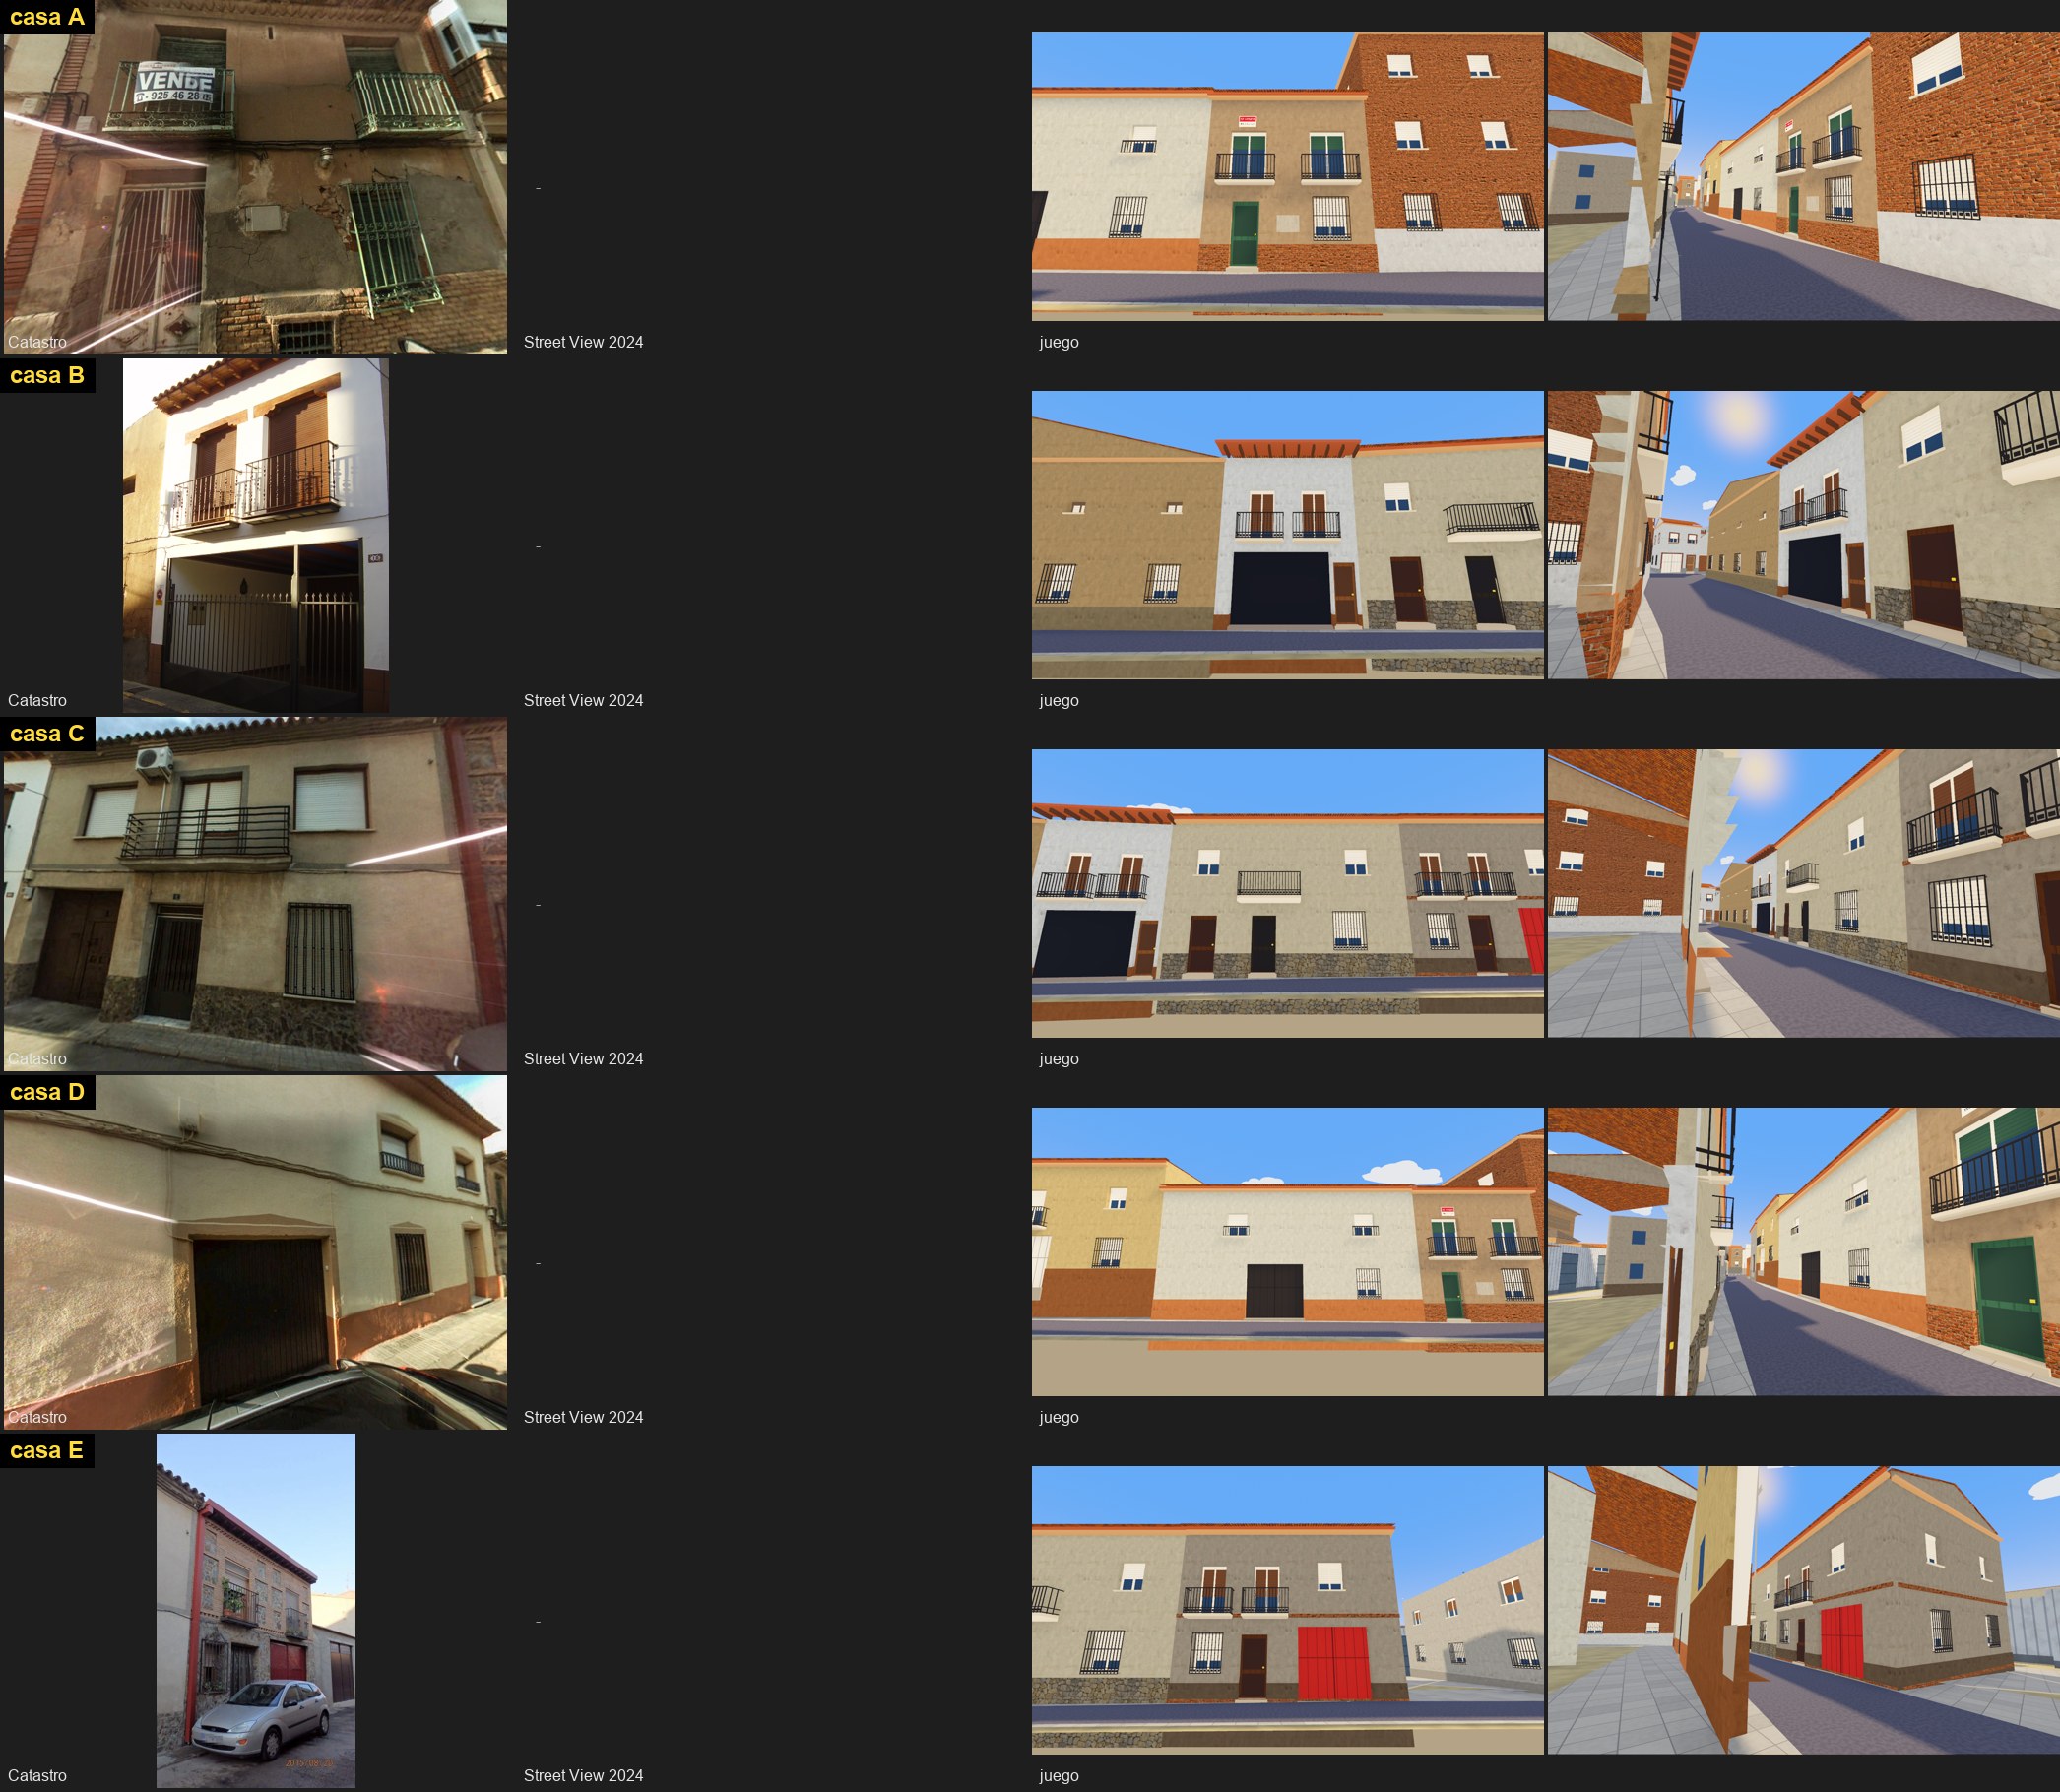 casa A
VENDE
925 46 28
-
Catastro
Street View 2024
juego
casa B
-
Catastro
Street View 2024
juego
casa C
-
Catastro
Street View 2024
juego
casa D
-
Catastro
Street View 2024
juego
casa E
-
Catastro
Street View 2024
juego